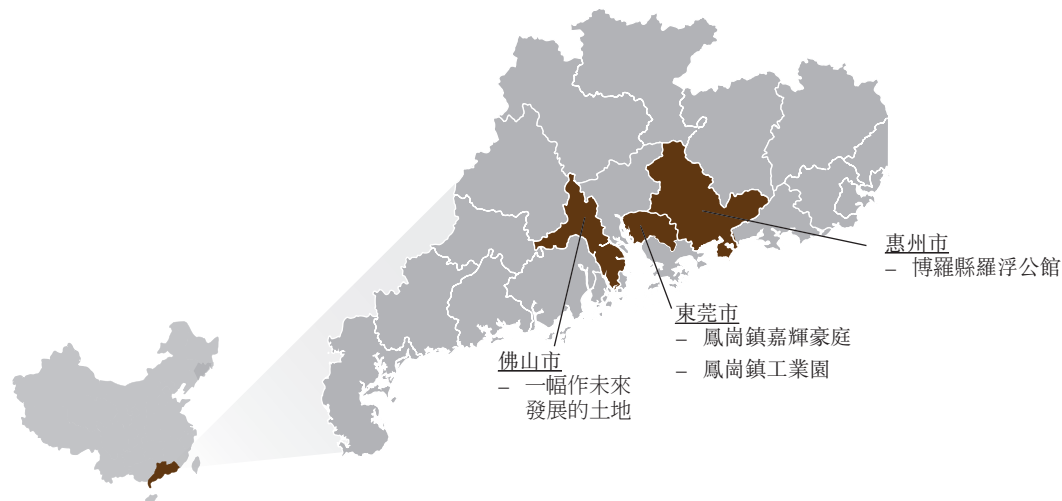 惠州市
– 博羅縣羅浮公館
東莞市
– 鳳崗鎮嘉輝豪庭
– 鳳崗鎮工業園
佛山市
– 一幅作未來
發展的土地